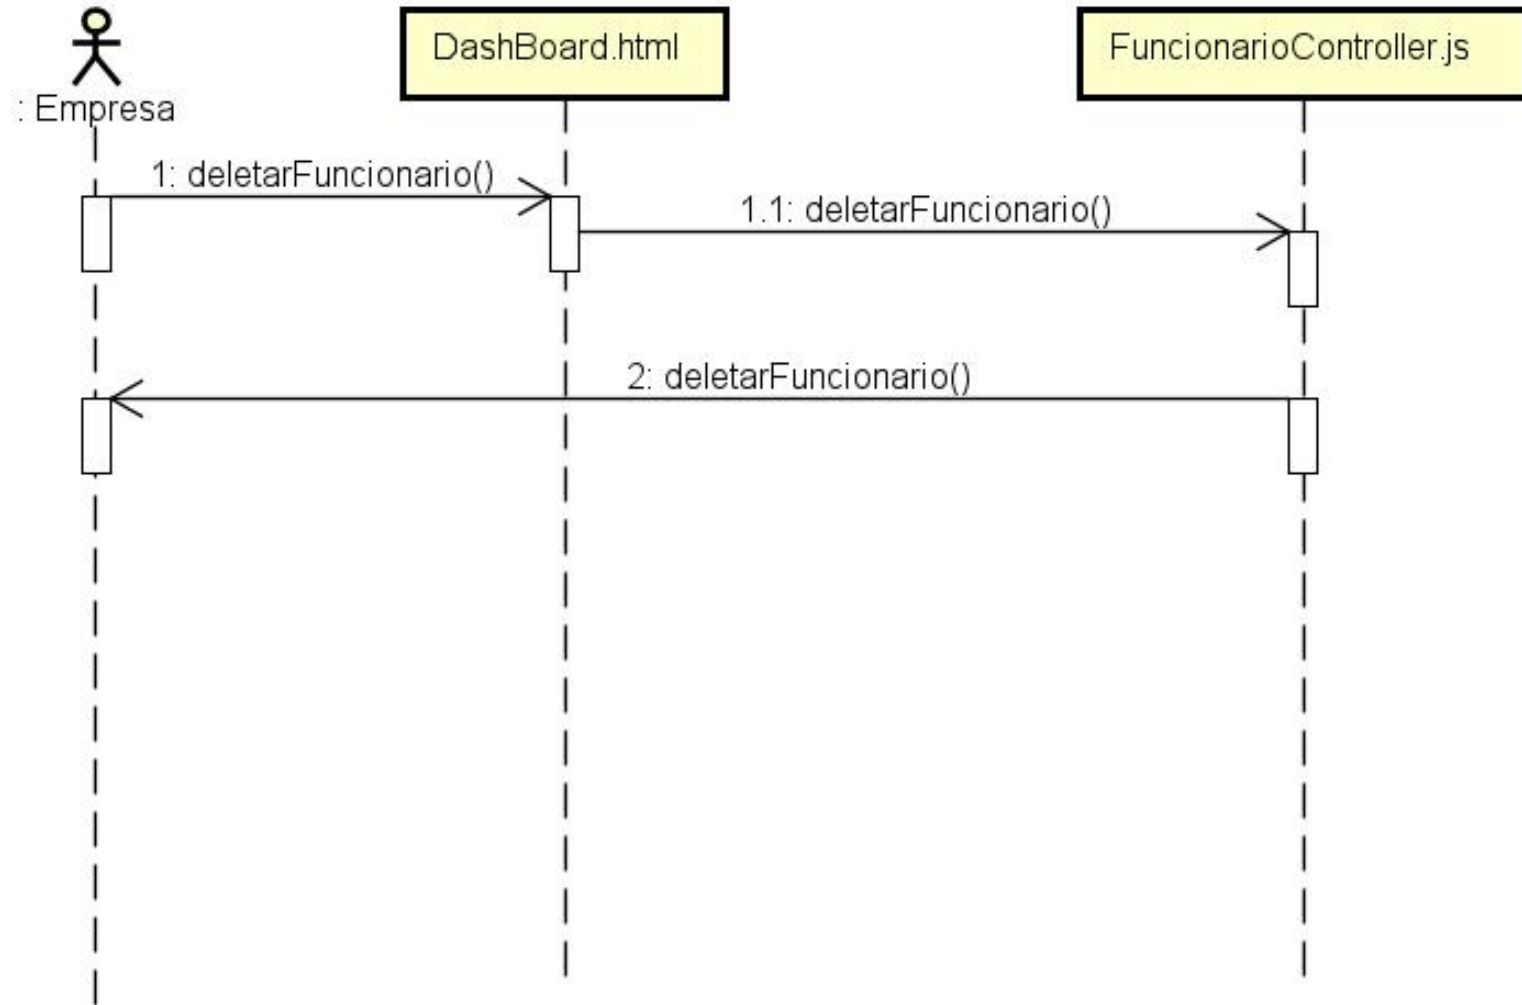 DashBoard.html
FuncionarioController.js
: Empresa
1: deletarFuncionario()
1.1: deletarFuncionario()
2: deletarFuncionario()